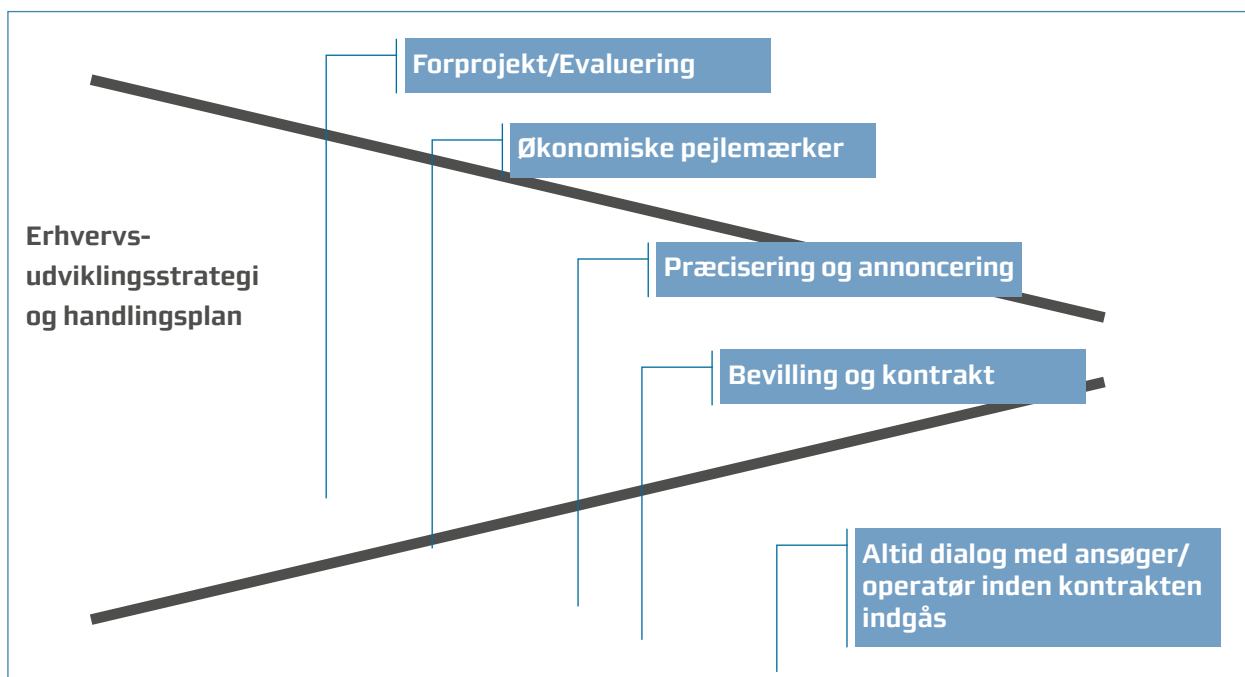 Forprojekt/Evaluering
Økonomiske pejlemærker
Erhvervs-
udviklingsstrategi
og handlingsplan
Præcisering og annoncering
Bevilling og kontrakt
Altid dialog med ansøger/
operatør inden kontrakten
indgås